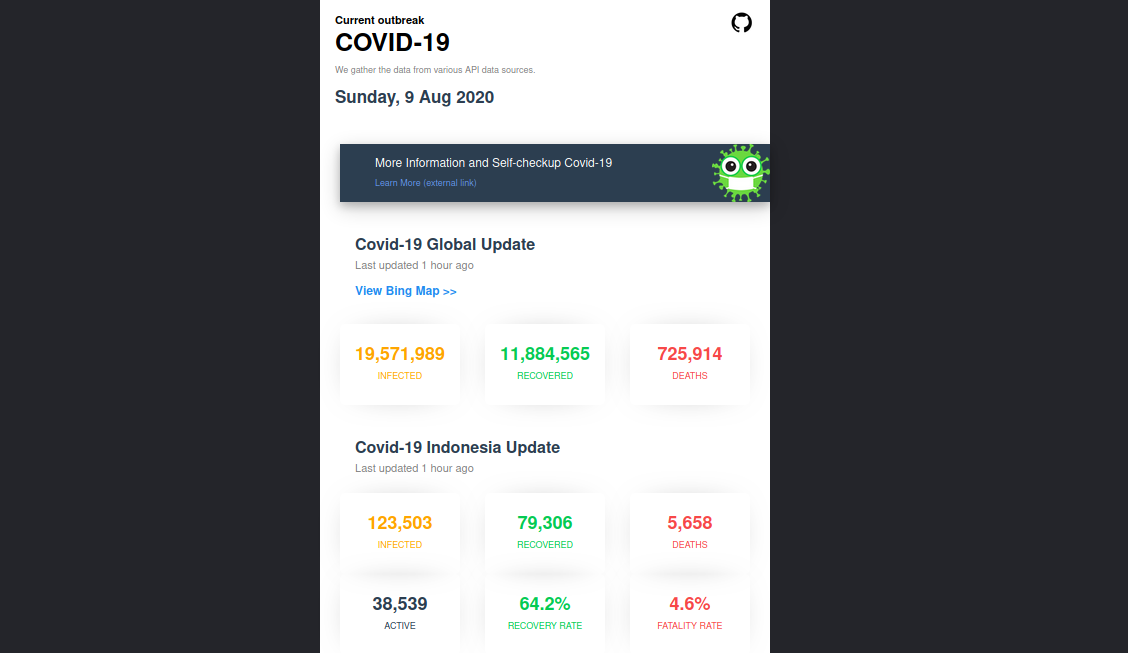 Current outbreak
COVID-19
We gather the data from various API data sources.
Sunday, 9 Aug 2020
More Information and Self-checkup Covid-19
Learn More (external link)
Covid-19 Global Update
Last updated 1 hour ago
View Bing Map >>
19,571,989 11,884,565 725,914
INFECTED RECOVERED DEATHS
Covid-19 Indonesia Update
Last updated 1 hour ago
123,503 79,306 5,658
INFECTED RECOVERED DEATHS
38,539 64.2% 4.6%
ACTIVE RECOVERY RATE FATALITY RATE